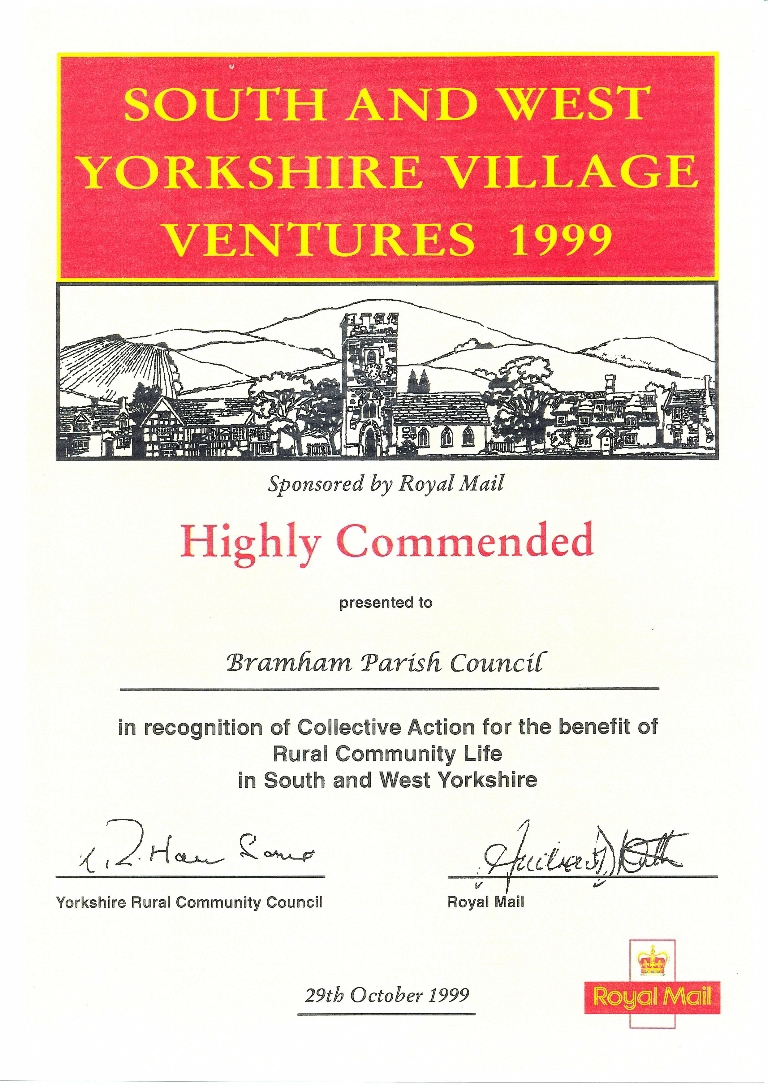 SOUTH AND WEST
YORKSHIRE VILLAGE
VENTURES 1999
Sponsored by Royal Mail
Highly Commended
presented to
Bramham Parish Council
in recognition of Collective Action for the benefit of
Rural Community Life
in South and West Yorkshire
Yorkshire Rural Community Council
Royal Mail
29th October 1999
Royal Mail